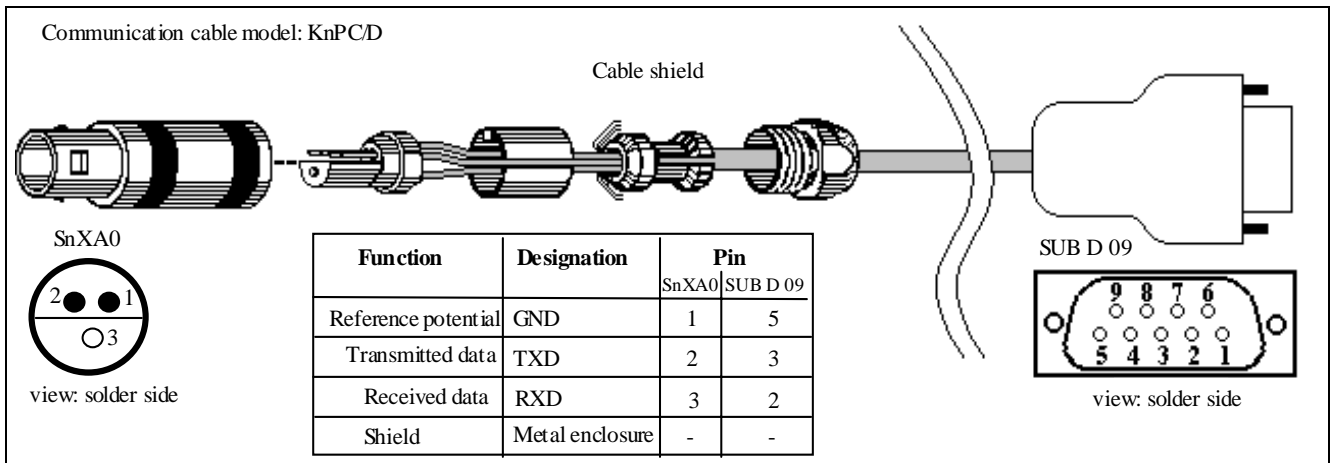 Communication cable model: KnPC/D
Cable shield
SnXA0
2 1
3
view: solder side
Function Designation Pin
SnXA0 SUB D 09
Reference potential GND 1 5
Transmitted data TXD 2 3
Received data RXD 3 2
Shield Metal enclosure - -
SUB D 09
9 8 7 6
5 4 3 2 1
view: solder side